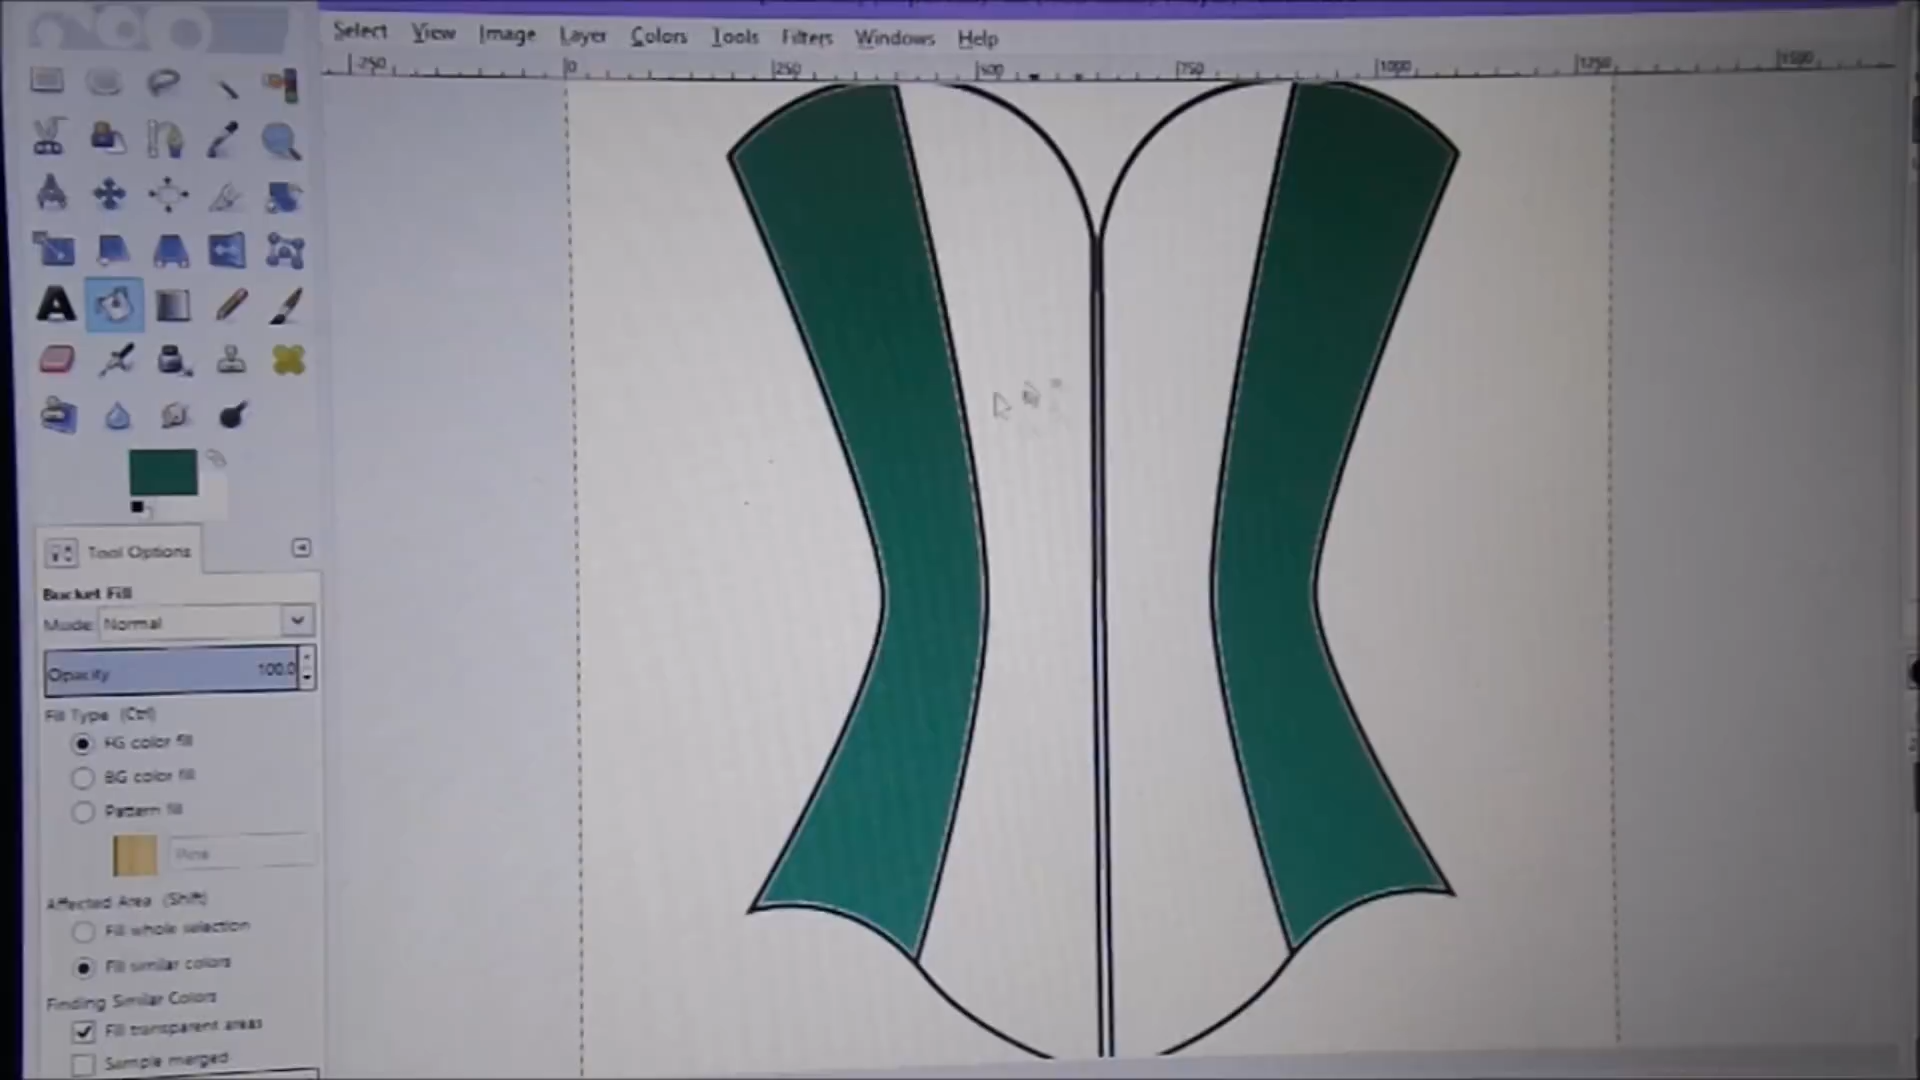 Select View Image Layer Colors Tools Filters Windows Help
-250 0 250 500 750 1000 1250 1500
Tool Options
Bucket Fill
Mode: Normal
Opacity 100.0
Fill Type (Ctrl)
FG color fill
BG color fill
Pattern fill
Pine
Affected Area (Shift)
Fill whole selection
Fill similar colors
Finding Similar Colors
Fill transparent areas
Sample merged